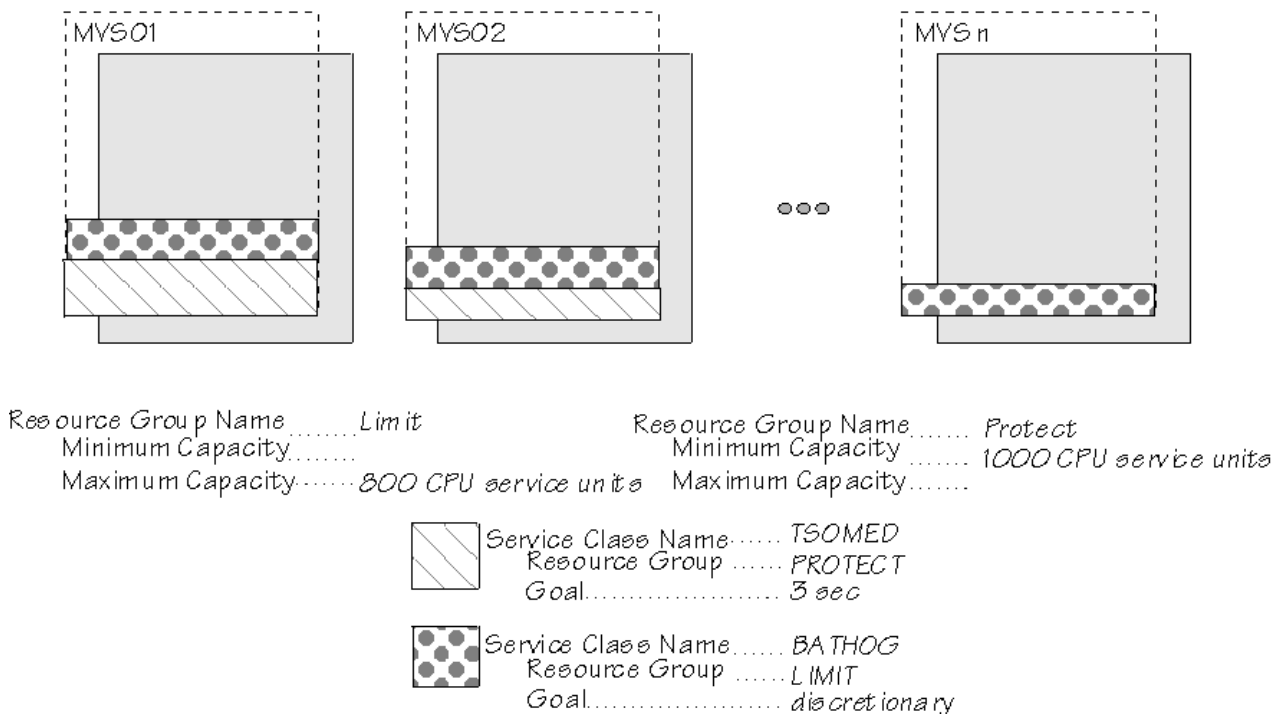 MVS01 MVS02 MVSn
Resource Group Name ........ Limit
Minimum Capacity ........
Maximum Capacity ...... 800 CPU service units
Resource Group Name ....... Protect
Minimum Capacity ....... 1000 CPU service units
Maximum Capacity .......
Service Class Name ...... TSOMED
Resource Group ...... PROTECT
Goal ...................... 3 sec
Service Class Name ...... BATHOG
Resource Group ...... LIMIT
Goal ...................... discretionary